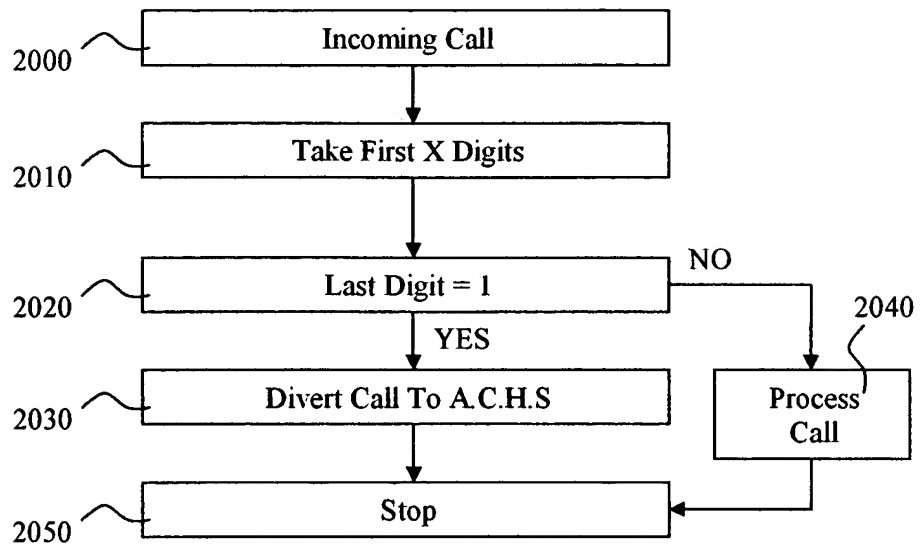 Incoming Call
2000
Take First X Digits
2010
Last Digit = 1
NO
2020
2040
YES
Divert Call To A.C.H.S
Process
Call
2030
Stop
2050